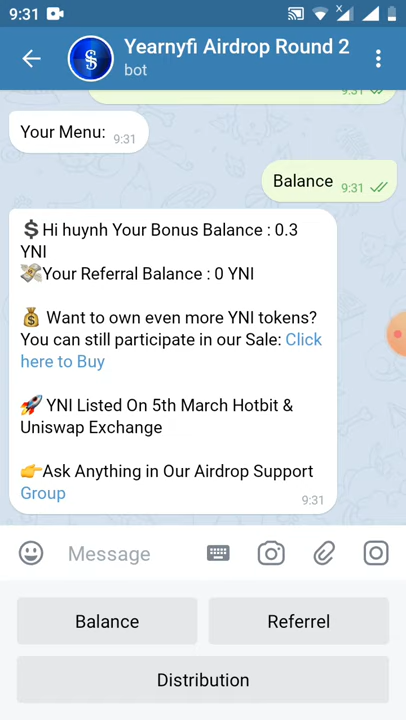 9:31
Yearnyfi Airdrop Round 2
bot
9:31
Your Menu: 9:31
Balance 9:31
$Hi huynh Your Bonus Balance : 0.3
YNI
💸Your Referral Balance : 0 YNI
💰 Want to own even more YNI tokens?
You can still participate in our Sale: Click
here to Buy
🚀 YNI Listed On 5th March Hotbit &
Uniswap Exchange
👉Ask Anything in Our Airdrop Support
Group 9:31
Message
Balance
Referrel
Distribution